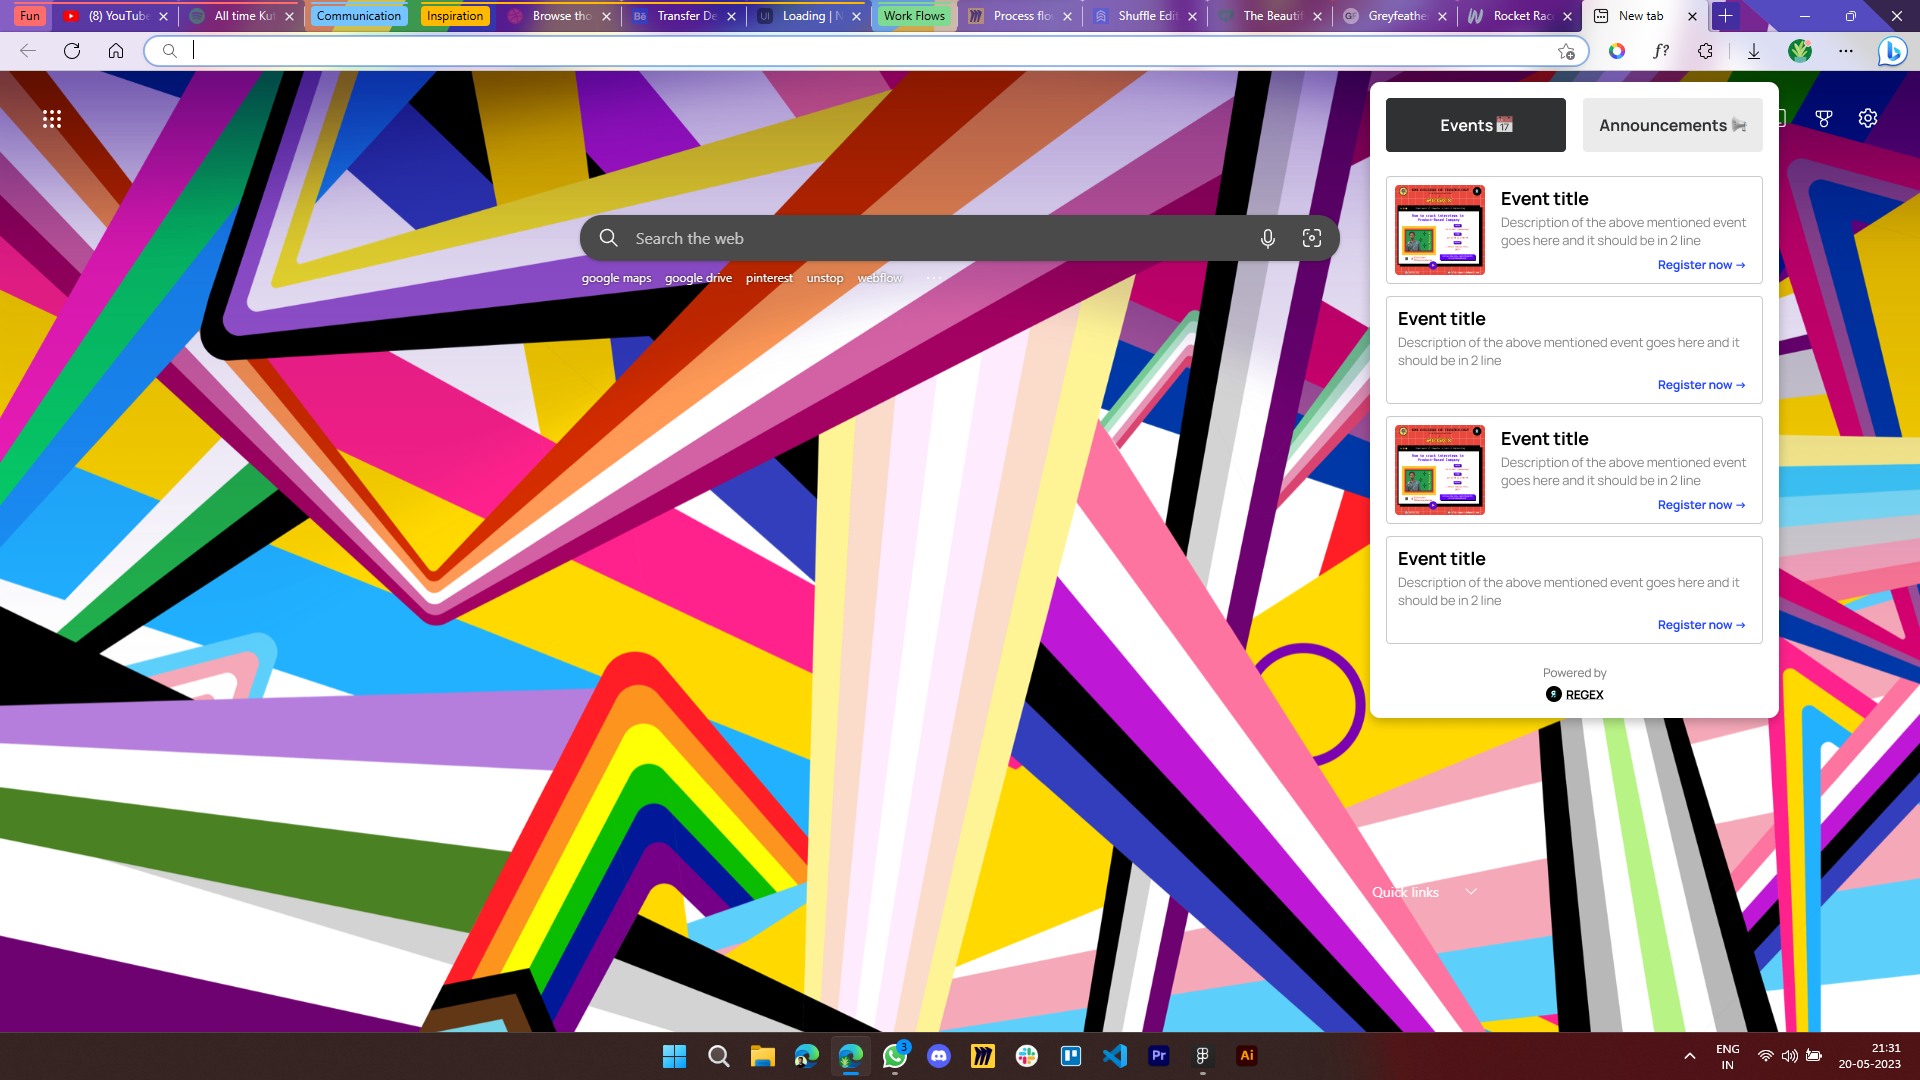 Fun
(8) YouTube
All time Kut
Communication
Inspiration
Browse tho
Transfer De
Loading | N
Work Flows
Process flow
Shuffle Edit
The Beautif
Greyfeather
Rocket Rac
New tab
Search the web
google maps google drive pinterest unstop webflow
Events
Announcements
Event title
Description of the above mentioned event
goes here and it should be in 2 line
Register now →
Event title
Description of the above mentioned event goes here and it
should be in 2 line
Register now →
Event title
Description of the above mentioned event
goes here and it should be in 2 line
Register now →
Event title
Description of the above mentioned event goes here and it
should be in 2 line
Register now →
Powered by
REGEX
Quick links
3
Pr
Ai
ENG
IN
21:31
20-05-2023